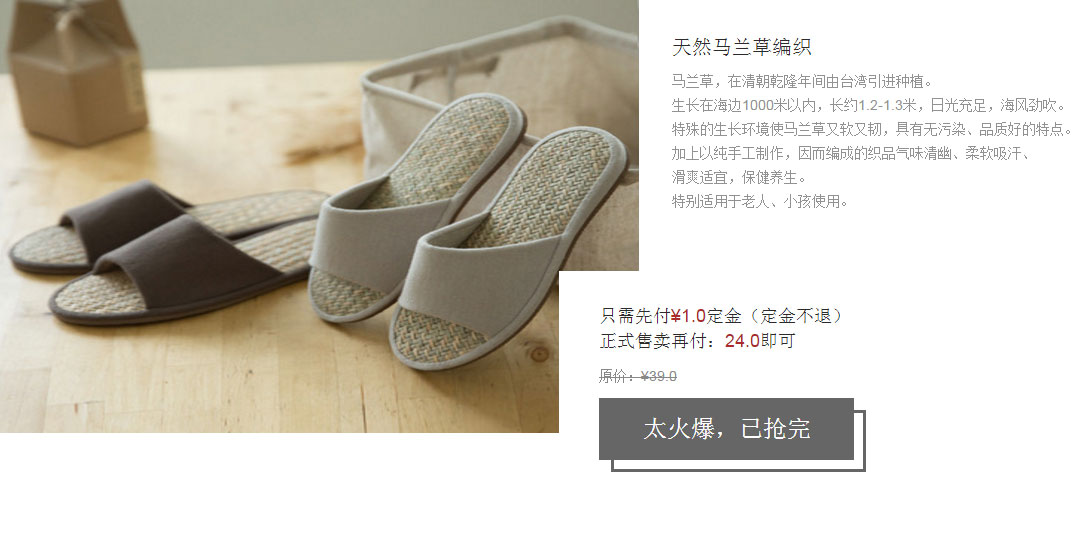 天然马兰草编织
马兰草，在清朝乾隆年间由台湾引进种植。
生长在海边1000米以内，长约1.2-1.3米，日光充足，海风劲吹。
特殊的生长环境使马兰草又软又韧，具有无污染、品质好的特点。
加上以纯手工制作，因而编成的织品气味清幽、柔软吸汗、
滑爽适宜，保健养生。
特别适用于老人、小孩使用。
只需先付¥1.0定金（定金不退）
正式售卖再付：24.0即可
原价：¥39.0
太火爆，已抢完